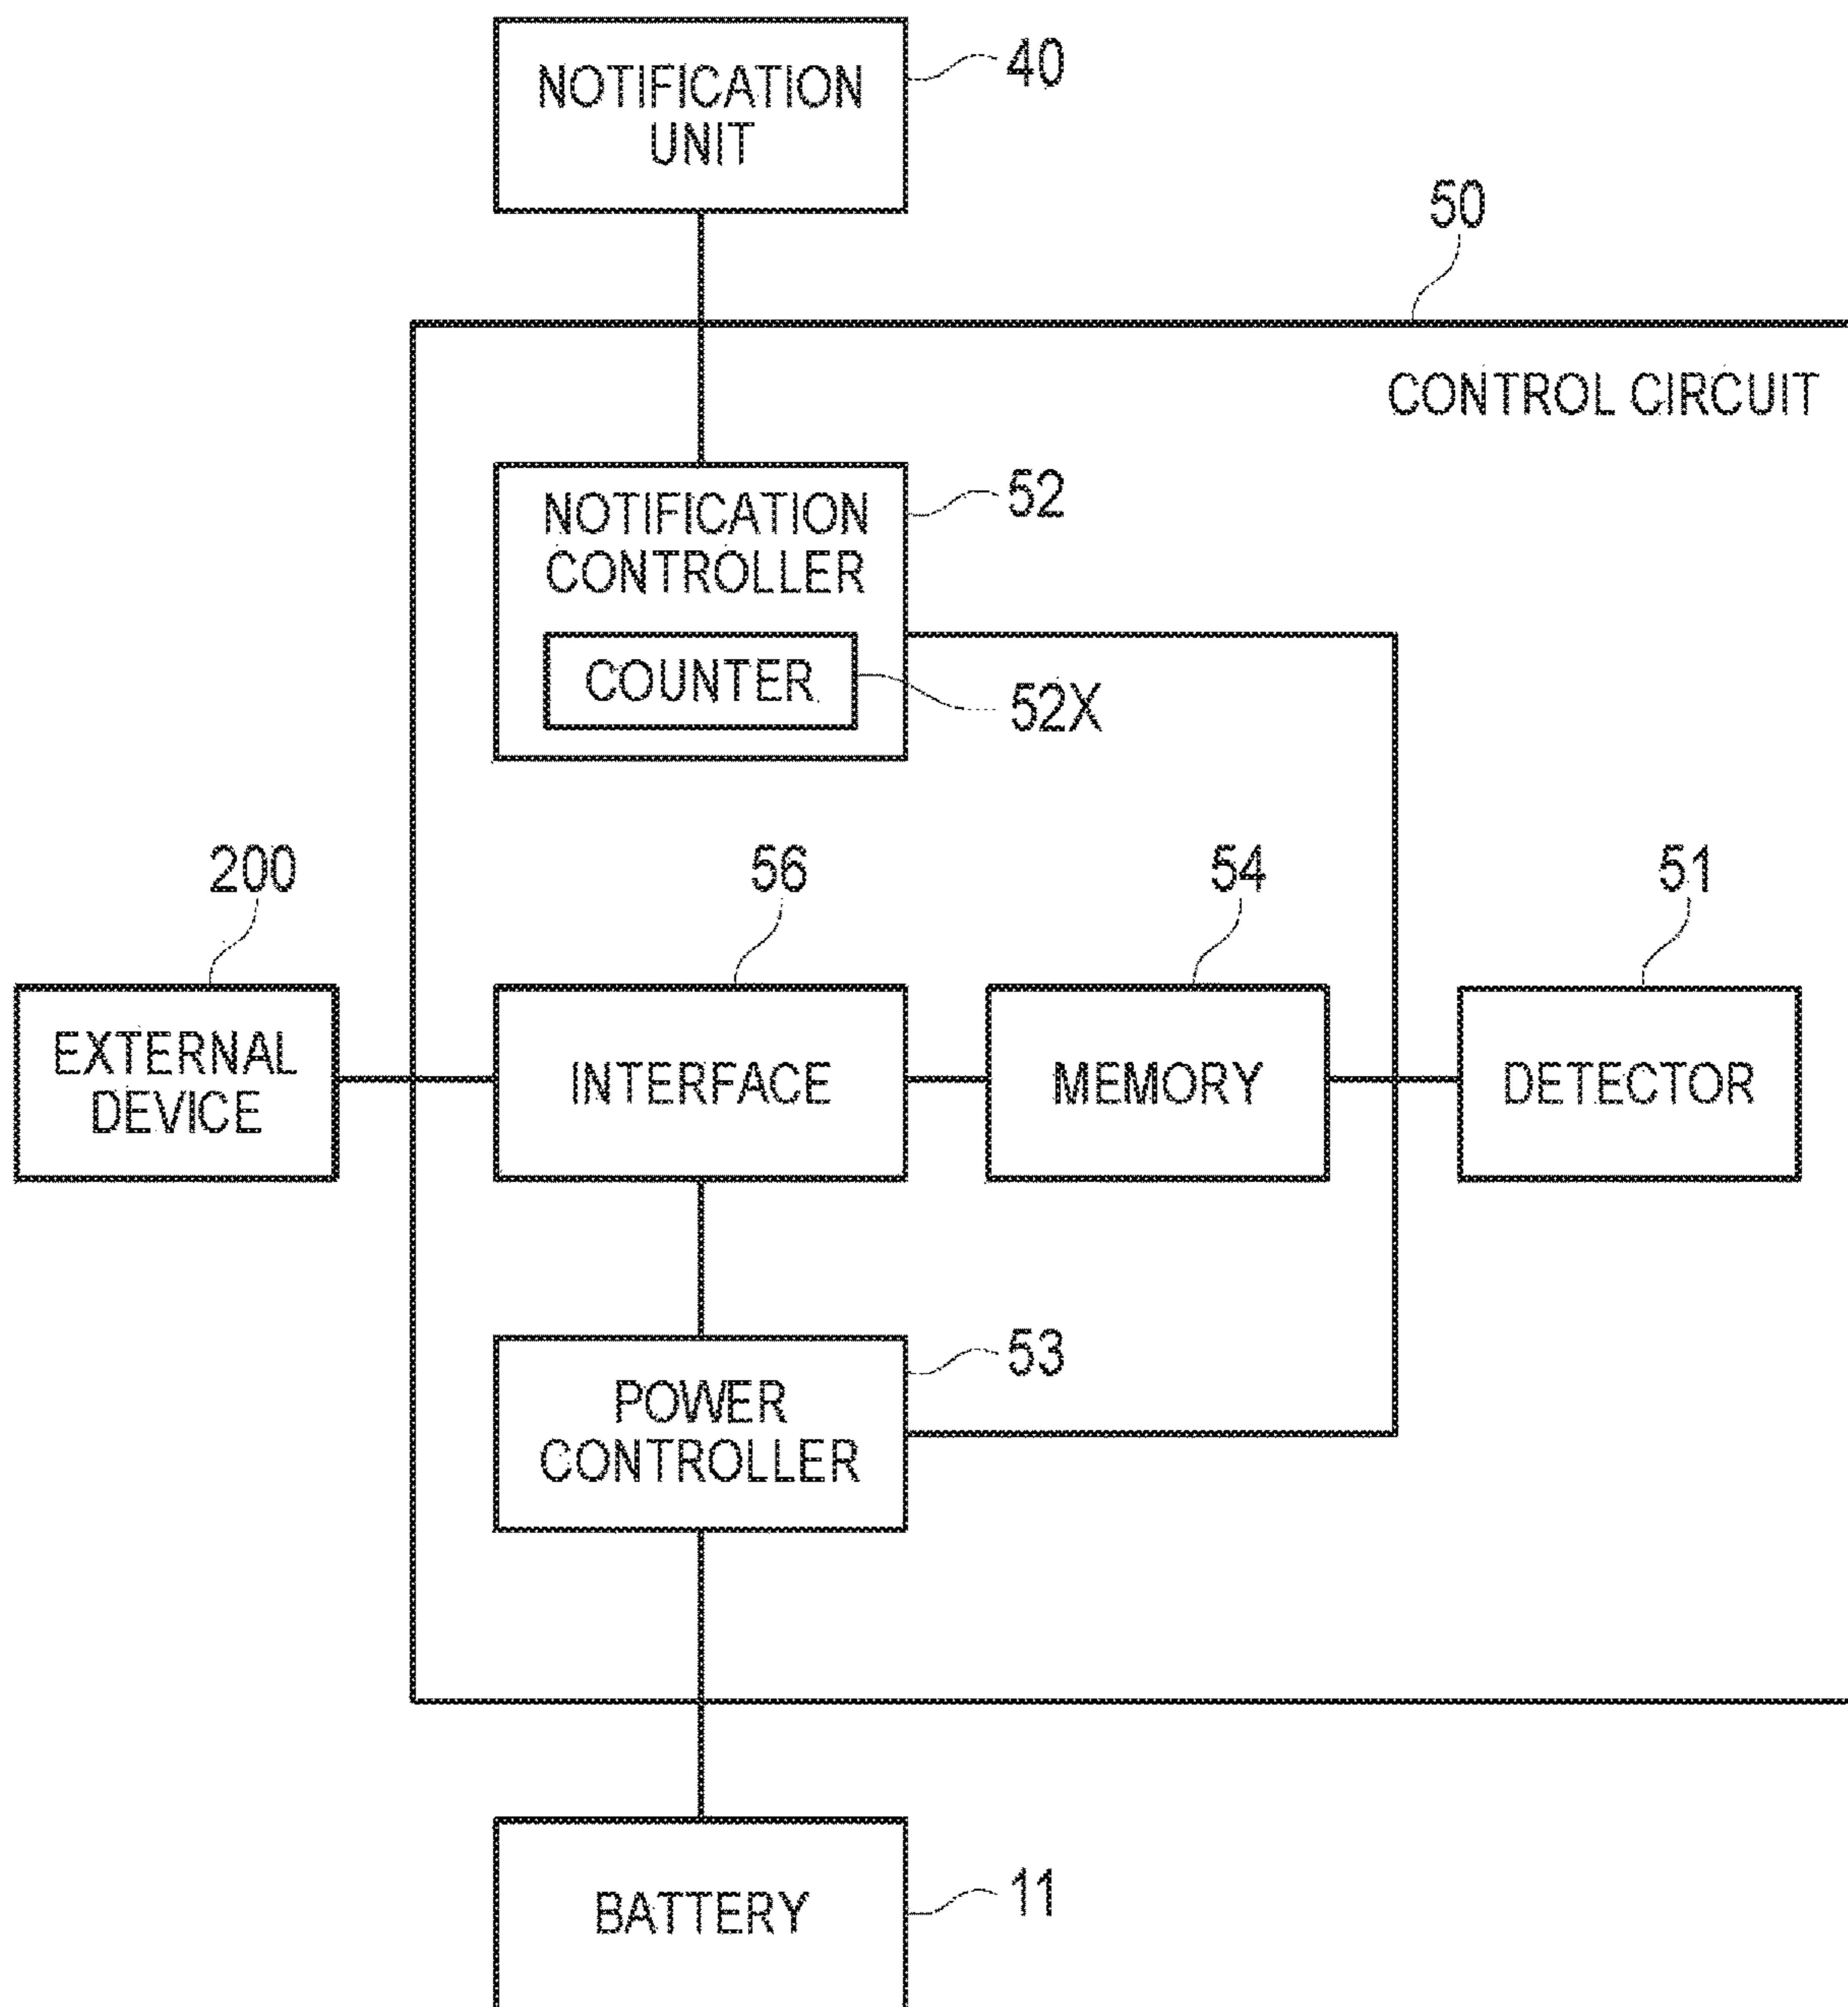 NOTIFICATION
UNIT
40
50
CONTROL CIRCUIT
NOTIFICATION
CONTROLLER
52
COUNTER
52X
200
56
54
51
EXTERNAL
DEVICE
INTERFACE
MEMORY
DETECTOR
POWER
CONTROLLER
53
BATTERY
11